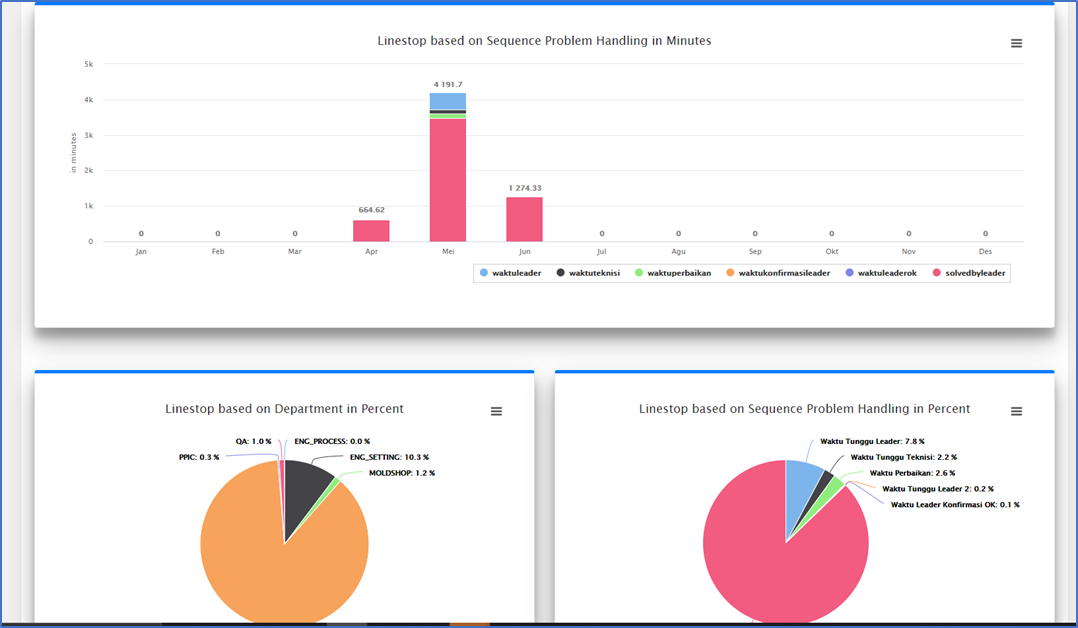 Linestop based on Sequence Problem Handling in Minutes
5k
4k
3k
2k
1k
0
in minutes
4 191.7
1 274.33
664.62
0 0 0 0 0 0 0 0 0
Jan Feb Mar Apr Mei Jun Jul Agu Sep Okt Nov Des
waktuleader waktuteknisi waktuperbaikan waktukonfirmasileader waktuleaderok solvedbyleader
Linestop based on Department in Percent
QA: 1.0 % ENG_PROCESS: 0.0 %
PPIC: 0.3 % ENG_SETTING: 10.3 %
MOLDSHOP: 1.2 %
Linestop based on Sequence Problem Handling in Percent
Waktu Tunggu Leader: 7.8 %
Waktu Tunggu Teknisi: 2.2 %
Waktu Perbaikan: 2.6 %
Waktu Tunggu Leader 2: 0.2 %
Waktu Leader Konfirmasi OK: 0.1 %